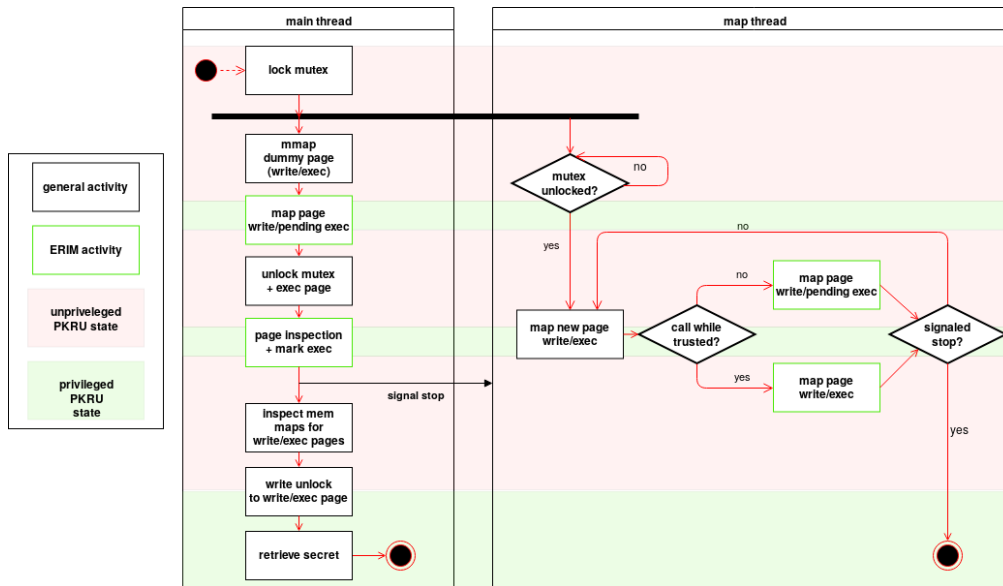 main thread
map thread
lock mutex
mmap
dummy page
(write/exec)
map page
write/pending exec
unlock mutex
+ exec page
page inspection
+ mark exec
signal stop
inspect mem
maps for
write/exec pages
write unlock
to write/exec page
retrieve secret
mutex
unlocked?
no
yes
map new page
write/exec
call while
trusted?
no
map page
write/pending exec
yes
map page
write/exec
no
signaled
stop?
yes
general activity
ERIM activity
unpriveleged
PKRU state
privileged
PKRU
state